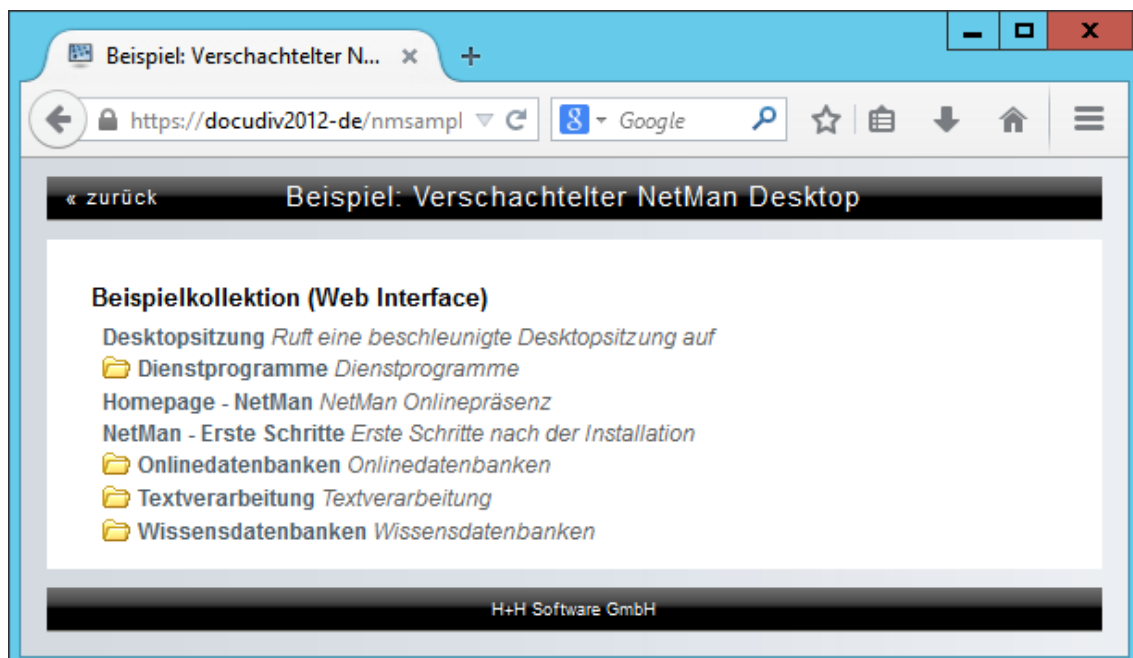 Beispiel: Verschachtelter N...
https://docudiv2012-de/nmsampl
Google
« zurück
Beispiel: Verschachtelter NetMan Desktop
Beispielkollektion (Web Interface)
Desktopsitzung Ruft eine beschleunigte Desktopsitzung auf
Dienstprogramme Dienstprogramme
Homepage - NetMan NetMan Onlinepräsenz
NetMan - Erste Schritte Erste Schritte nach der Installation
Onlinedatenbanken Onlinedatenbanken
Textverarbeitung Textverarbeitung
Wissensdatenbanken Wissensdatenbanken
H+H Software GmbH